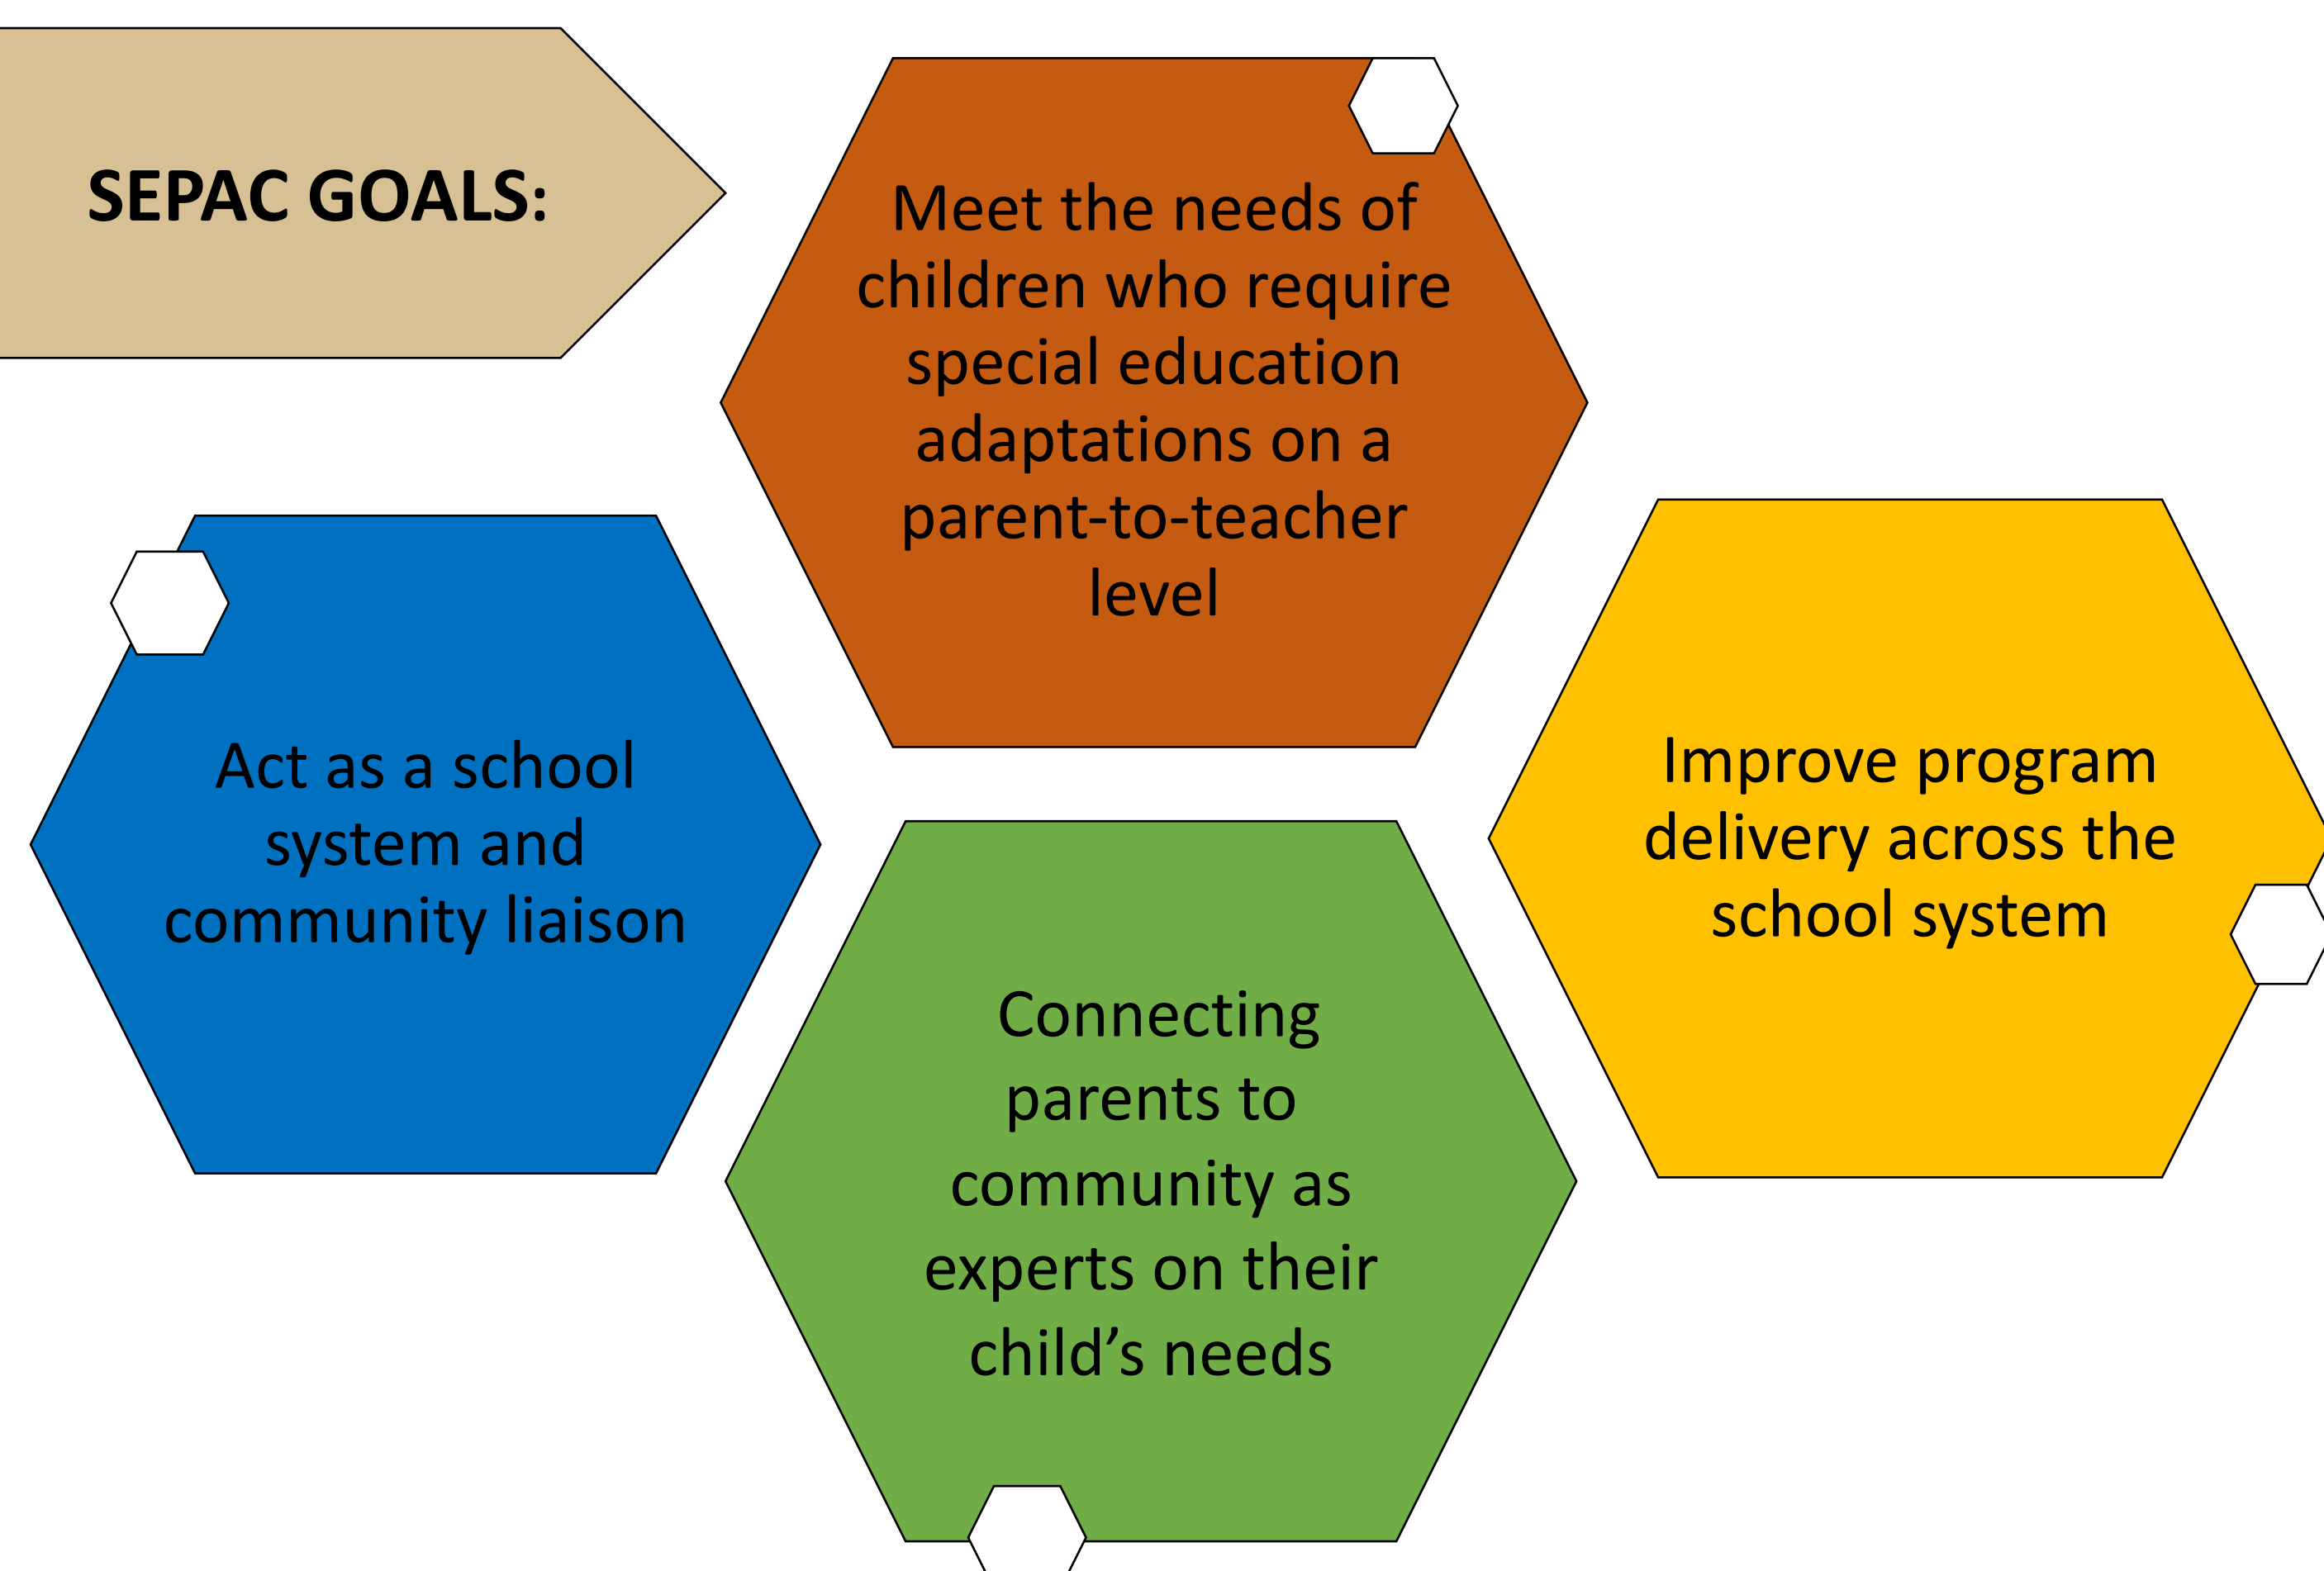 SEPAC GOALS:
Meet the needs of
children who require
special education
adaptations on a
parent-to-teacher
level
Act as a school
system and
community liaison
Improve program
delivery across the
school system
Connecting
parents to
community as
experts on their
child’s needs